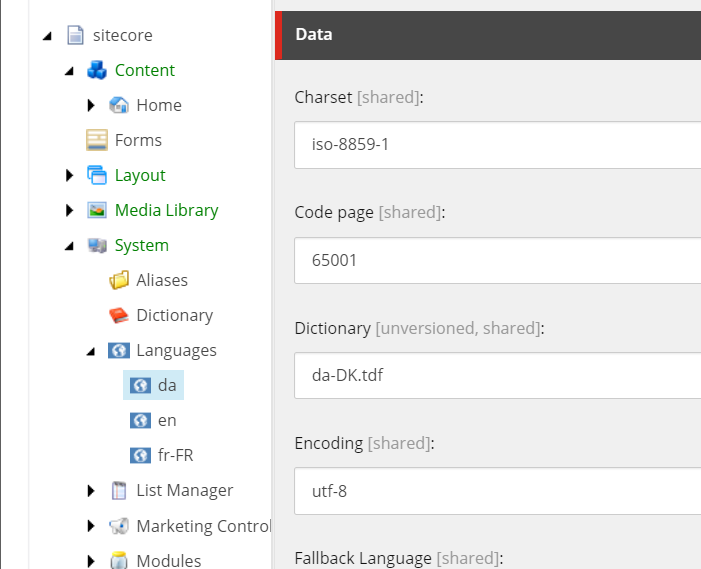 sitecore
Content
Home
Forms
Layout
Media Library
System
Aliases
Dictionary
Languages
da
en
fr-FR
List Manager
Marketing Control
Modules
Data
Charset [shared]:
iso-8859-1
Code page [shared]:
65001
Dictionary [unversioned, shared]:
da-DK.tdf
Encoding [shared]:
utf-8
Fallback Language [shared]: